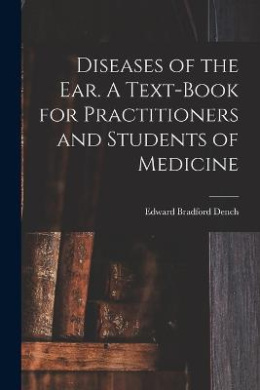 Diseases of the
Ear. A Text-Book
for Practitioners
and Students of
Medicine
Edward Bradford Dench